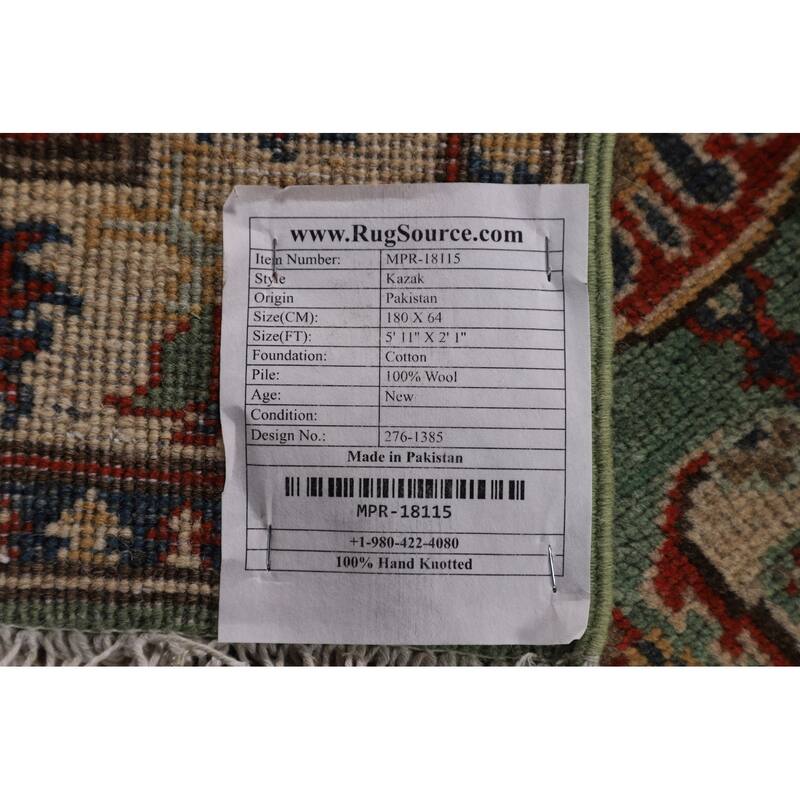 www.RugSource.com
Item Number: MPR-18115
Style Kazak
Origin Pakistan
Size(CM): 180 X 64
Size(FT): 5' 11" X 2' 1"
Foundation: Cotton
Pile: 100% Wool
Age: New
Condition:
Design No.: 276-1385
Made in Pakistan
MPR-18115
+1-980-422-4080
100% Hand Knotted